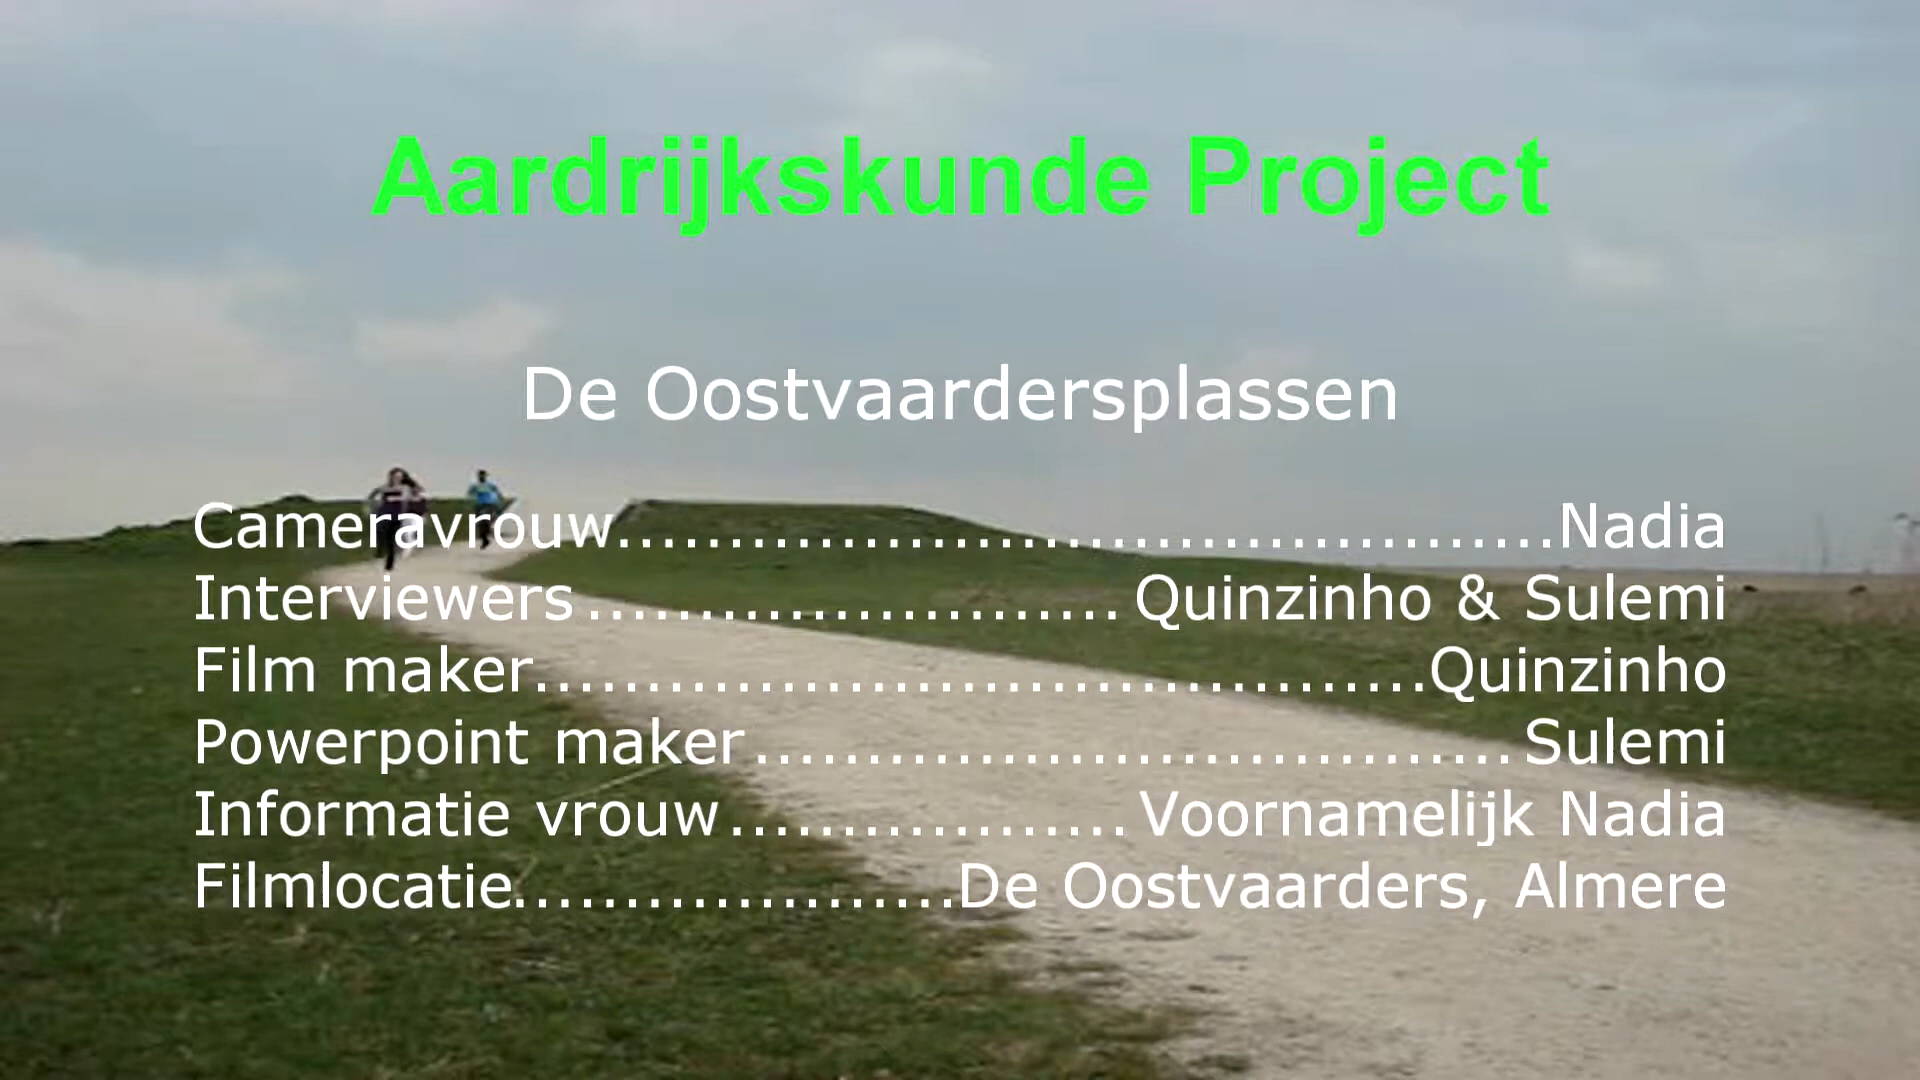 Aardrijkskunde Project
De Oostvaardersplassen
Cameravrouw..........................................Nadia
Interviewers........................Quinzinho & Sulemi
Film maker........................................Quinzinho
Powerpoint maker..................................Sulemi
Informatie vrouw..................Voornamelijk Nadia
Filmlocatie....................De Oostvaarders, Almere